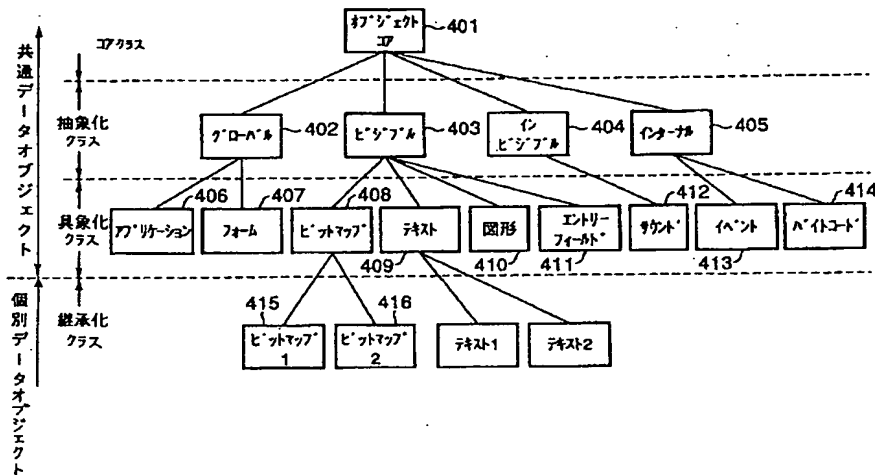 共通データオブジェクト
個別データオブジェクト
コアクラス
オブジェクト
コア
401
抽象化
クラス
グローバル
402
ビジブル
403
イン
ビジブル
404
インターナル
405
具象化
クラス
406
アプリケーション
407
フォーム
408
ビットマップ
テキスト
409
図形
410
エントリー
フィールド
411
412
サウンド
イベント
413
414
バイトコード
継承化
クラス
415
ビットマップ
1
416
ビットマップ
2
テキスト1
テキスト2